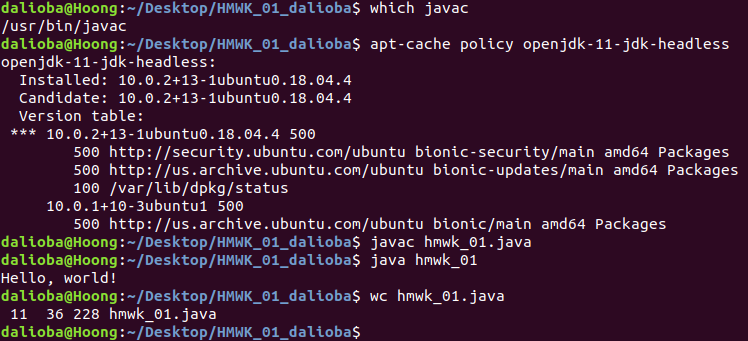 dalioba@Hoong:~/Desktop/HMWK_01_dalioba$ which javac
/usr/bin/javac
dalioba@Hoong:~/Desktop/HMWK_01_dalioba$ apt-cache policy openjdk-11-jdk-headless
openjdk-11-jdk-headless:
  Installed: 10.0.2+13-1ubuntu0.18.04.4
  Candidate: 10.0.2+13-1ubuntu0.18.04.4
  Version table:
 *** 10.0.2+13-1ubuntu0.18.04.4 500
        500 http://security.ubuntu.com/ubuntu bionic-security/main amd64 Packages
        500 http://us.archive.ubuntu.com/ubuntu bionic-updates/main amd64 Packages
        100 /var/lib/dpkg/status
     10.0.1+10-3ubuntu1 500
        500 http://us.archive.ubuntu.com/ubuntu bionic/main amd64 Packages
dalioba@Hoong:~/Desktop/HMWK_01_dalioba$ javac hmwk_01.java
dalioba@Hoong:~/Desktop/HMWK_01_dalioba$ java hmwk_01
Hello, world!
dalioba@Hoong:~/Desktop/HMWK_01_dalioba$ wc hmwk_01.java
 11  36 228 hmwk_01.java
dalioba@Hoong:~/Desktop/HMWK_01_dalioba$